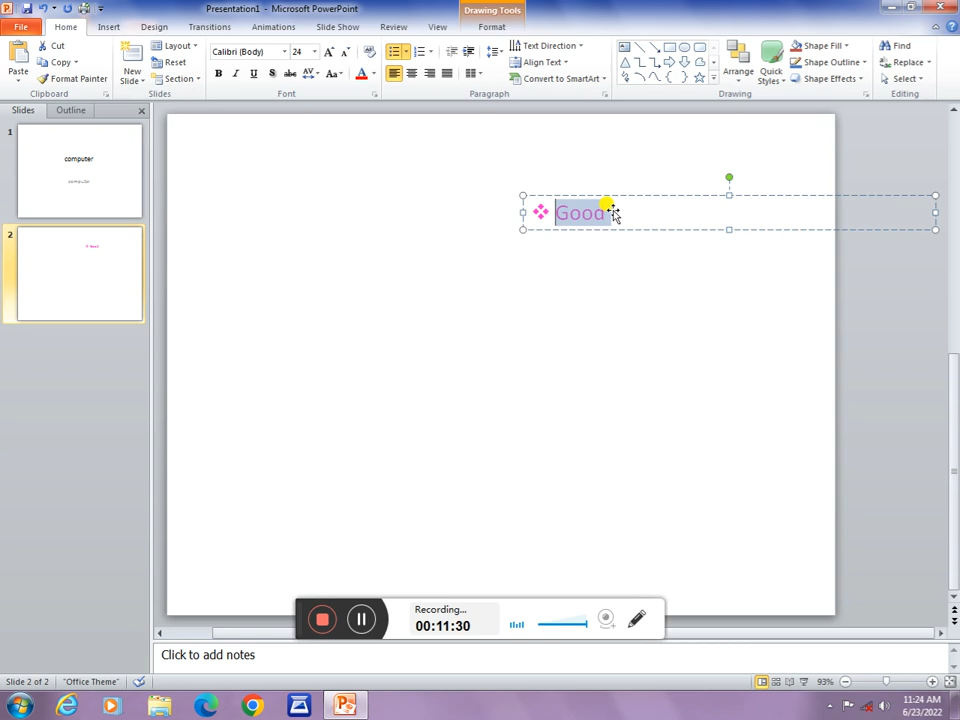 Presentation1 - Microsoft PowerPoint
Drawing Tools
File
Home
Insert
Design
Transitions
Animations
Slide Show
Review
View
Format
Paste
Cut
Copy
Format Painter
Clipboard
New Slide
Layout
Reset
Section
Slides
Calibri (Body)
24
Font
Text Direction
Align Text
Convert to SmartArt
Paragraph
Arrange
Quick Styles
Shape Fill
Shape Outline
Shape Effects
Drawing
Find
Replace
Select
Editing
Slides
Outline
1
computer
computer
2
Good
Good
Recording...
00:11:30
Click to add notes
Slide 2 of 2
"Office Theme"
93%
11:24 AM
6/23/2022